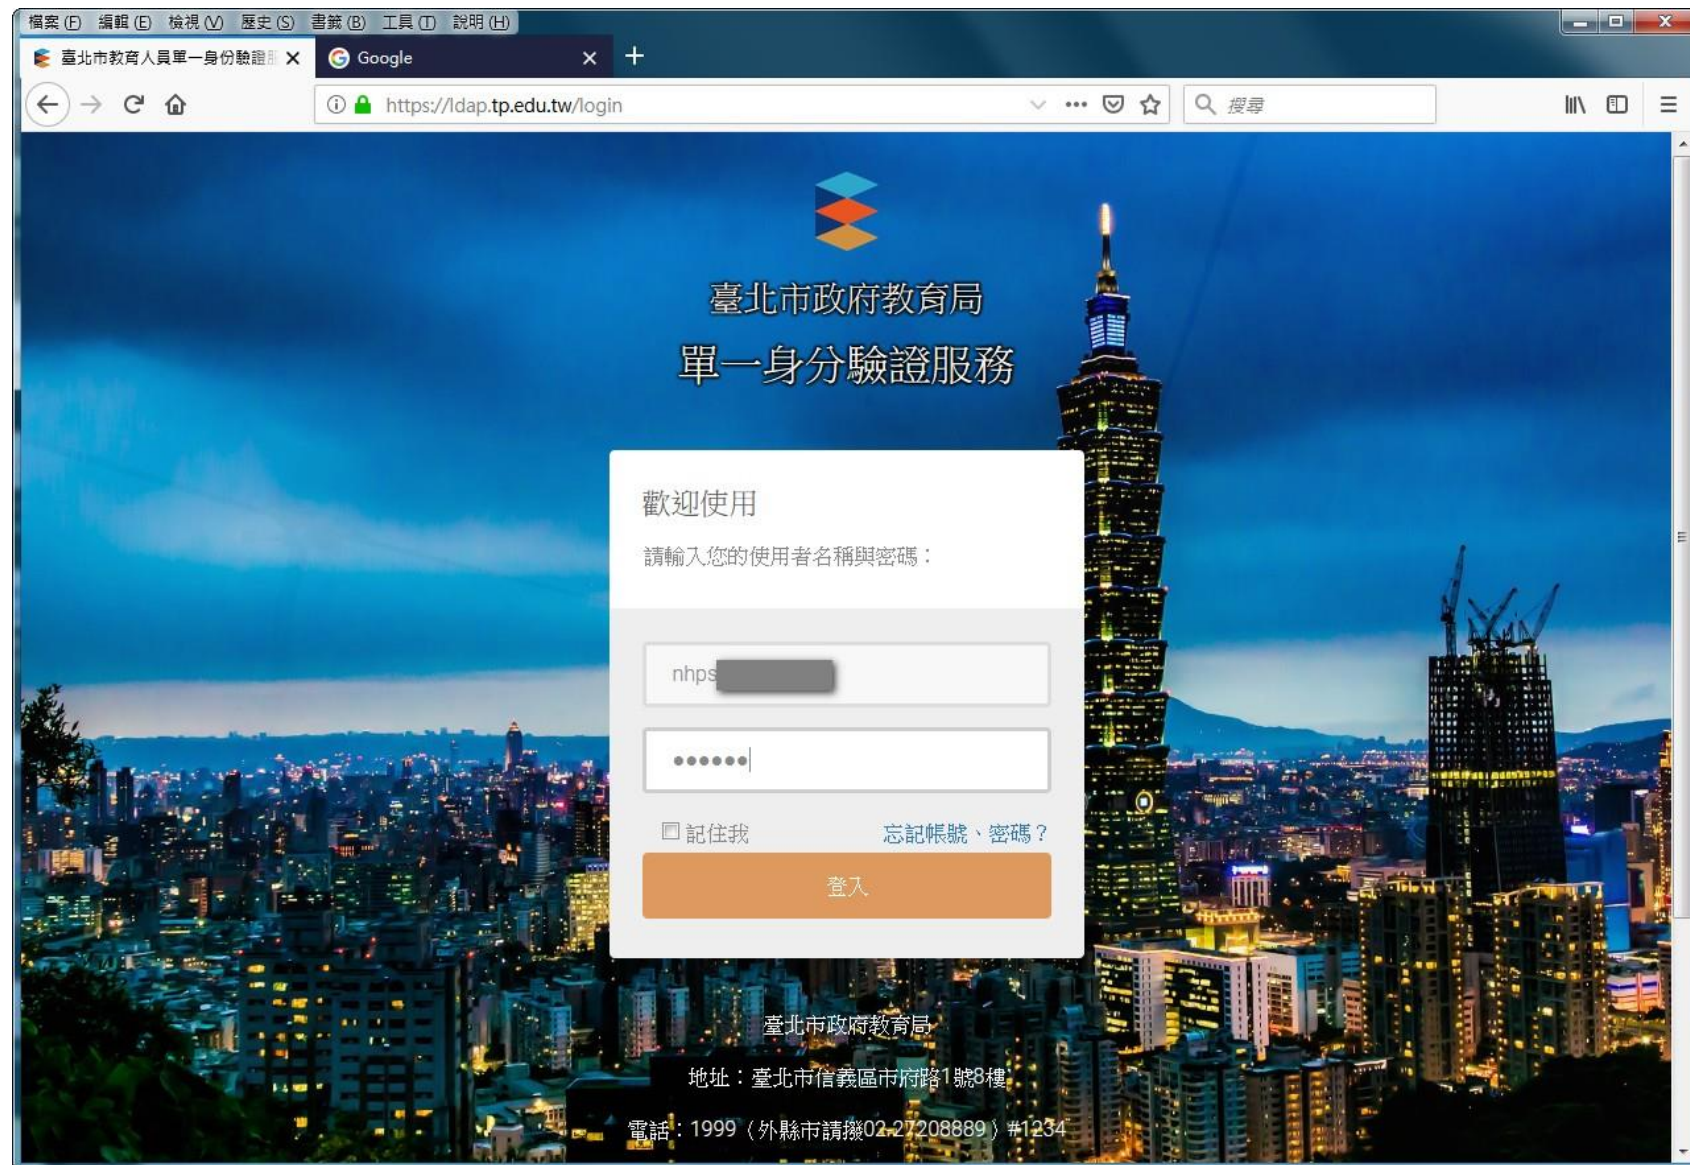 檔案(F) 編輯(E) 檢視(V) 歷史(S) 書籤(B) 工具(T) 說明(H)
臺北市教育人員單一身份驗證服
Google
https://ldap.tp.edu.tw/login
搜尋
臺北市政府教育局
單一身分驗證服務
歡迎使用
請輸入您的使用者名稱與密碼：
nhps
••••••
記住我 忘記帳號、密碼？
登入
臺北市政府教育局
地址：臺北市信義區市府路1號8樓
電話：1999（外縣市請撥02-27208889）#1234